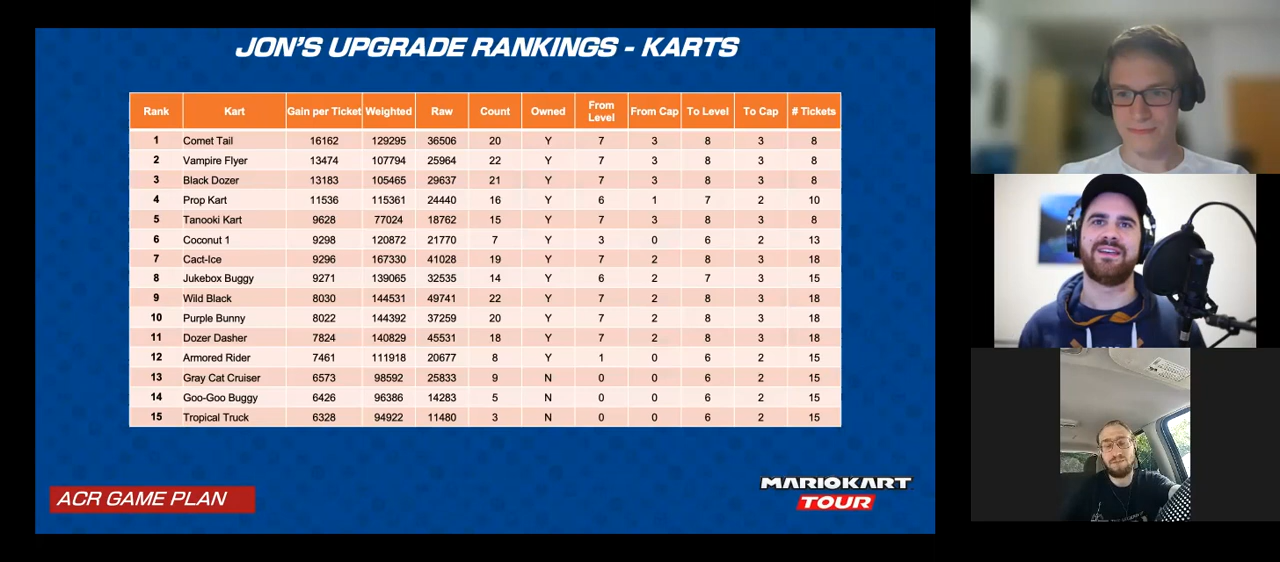 JON'S UPGRADE RANKINGS - KARTS
Rank Kart Gain per Ticket Weighted Raw Count Owned From Level From Cap To Level To Cap # Tickets
1 Comet Tail 16162 129295 36506 20 Y 7 3 8 3 8
2 Vampire Flyer 13474 107794 25964 22 Y 7 3 8 3 8
3 Black Dozer 13183 105465 29637 21 Y 7 3 8 3 8
4 Prop Kart 11536 115361 24440 16 Y 6 1 7 2 10
5 Tanooki Kart 9628 77024 18762 15 Y 7 3 8 3 8
6 Coconut 1 9298 120872 21770 7 Y 3 0 6 2 13
7 Cact-Ice 9296 167330 41028 19 Y 7 2 8 3 18
8 Jukebox Buggy 9271 139065 32535 14 Y 6 2 7 3 15
9 Wild Black 8030 144531 49741 22 Y 7 2 8 3 18
10 Purple Bunny 8022 144392 37259 20 Y 7 2 8 3 18
11 Dozer Dasher 7824 140829 45531 18 Y 7 2 8 3 18
12 Armored Rider 7461 111918 20677 8 Y 1 0 6 2 15
13 Gray Cat Cruiser 6573 98592 25833 9 N 0 0 6 2 15
14 Goo-Goo Buggy 6426 96386 14283 5 N 0 0 6 2 15
15 Tropical Truck 6328 94922 11480 3 N 0 0 6 2 15
ACR GAME PLAN
MARIOKART
TOUR